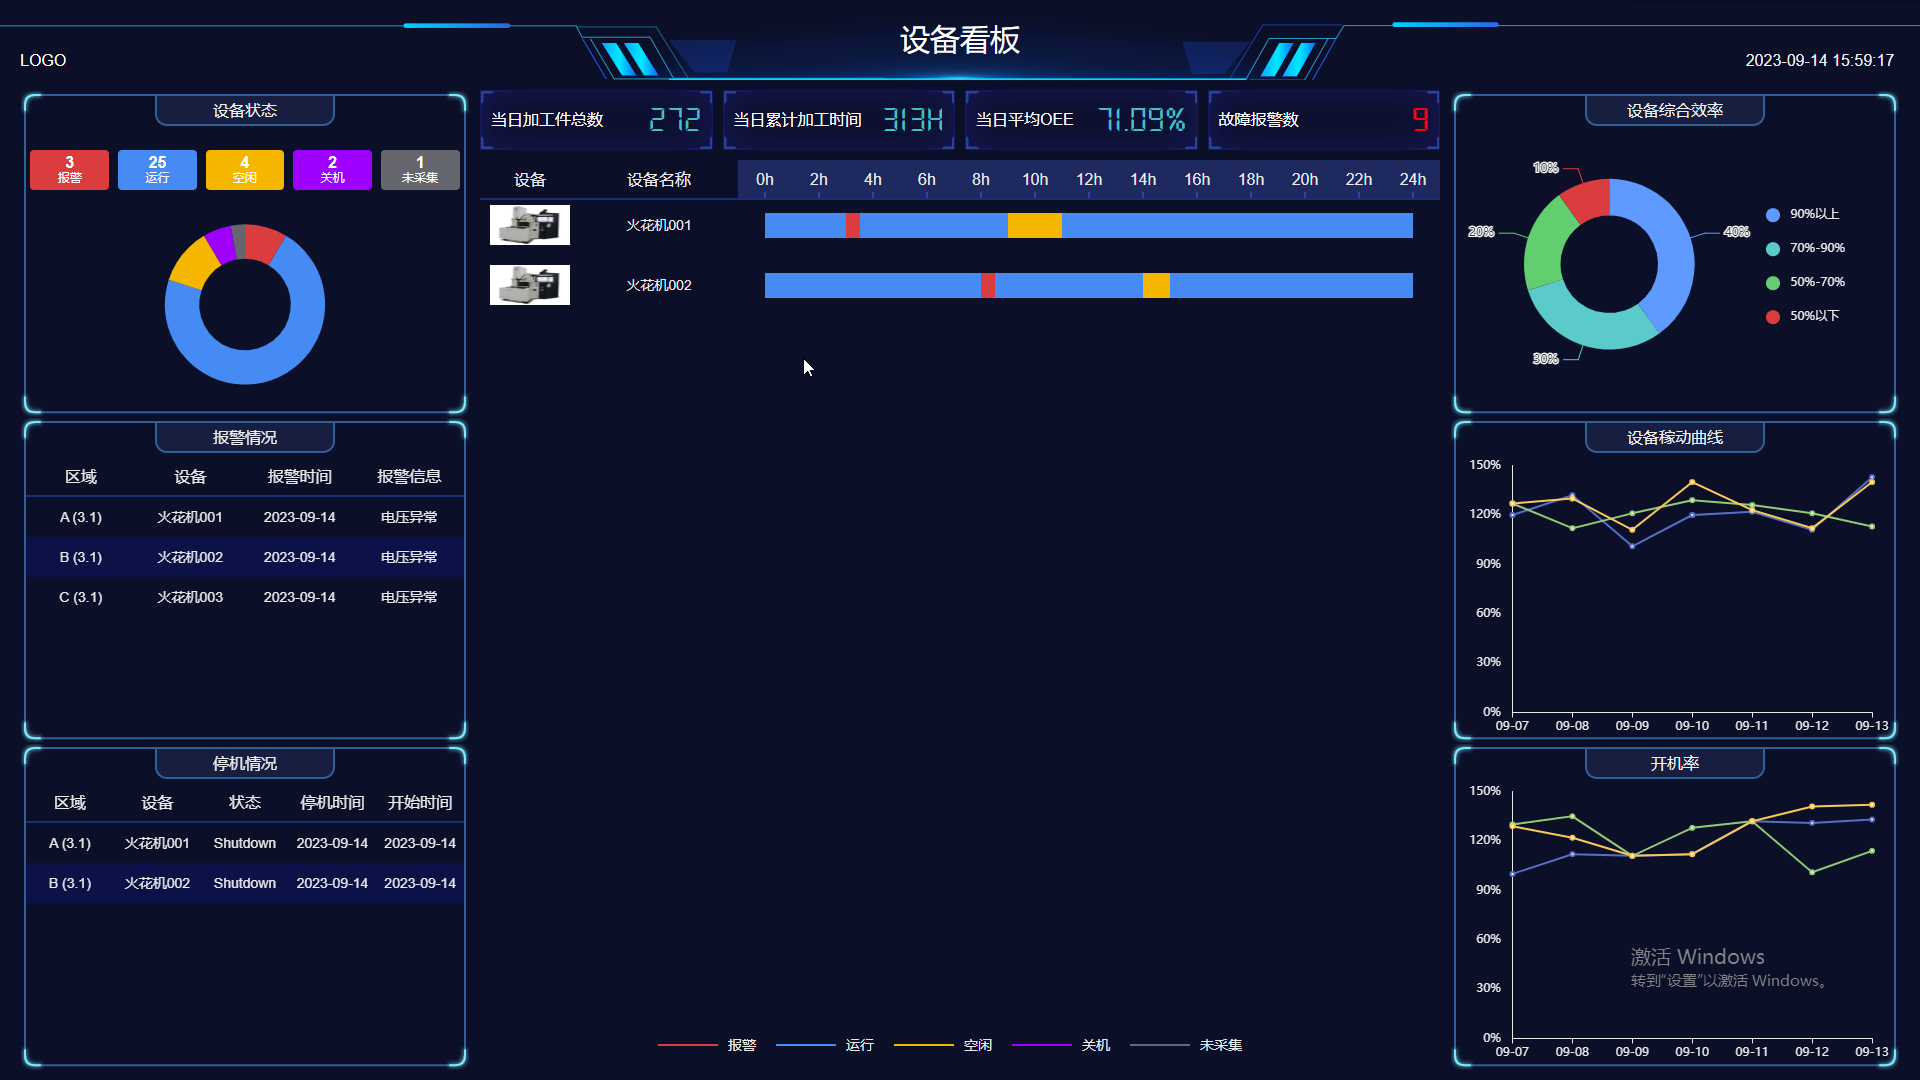 设备看板
LOGO
2023-09-14 15:59:17
设备状态
3 25 4 2 1
报警 运行 空闲 关机 未采集
报警情况
区域 设备 报警时间 报警信息
A (3.1) 火花机001 2023-09-14 电压异常
B (3.1) 火花机002 2023-09-14 电压异常
C (3.1) 火花机003 2023-09-14 电压异常
停机情况
区域 设备 状态 停机时间 开始时间
A (3.1) 火花机001 Shutdown 2023-09-14 2023-09-14
B (3.1) 火花机002 Shutdown 2023-09-14 2023-09-14
当日加工件总数 272 当日累计加工时间 313H 当日平均OEE 71.09% 故障报警数 9
设备 设备名称 0h 2h 4h 6h 8h 10h 12h 14h 16h 18h 20h 22h 24h
火花机001
火花机002
报警 运行 空闲 关机 未采集
设备综合效率
10%
20%
40%
30%
90%以上
70%-90%
50%-70%
50%以下
设备稼动曲线
150%
120%
90%
60%
30%
0%
09-07 09-08 09-09 09-10 09-11 09-12 09-13
开机率
150%
120%
90%
60%
30%
0%
09-07 09-08 09-09 09-10 09-11 09-12 09-13
激活 Windows
转到“设置”以激活 Windows。